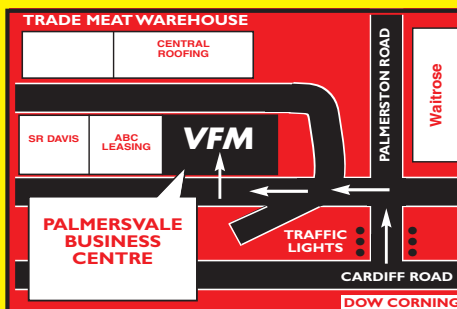 TRADE MEAT WAREHOUSE
CENTRAL
ROOFING
PALMERSTON ROAD
Waitrose
SR DAVIS
ABC
LEASING
VFM
PALMERSVALE
BUSINESS
CENTRE
TRAFFIC
LIGHTS
CARDIFF ROAD
DOW CORNING